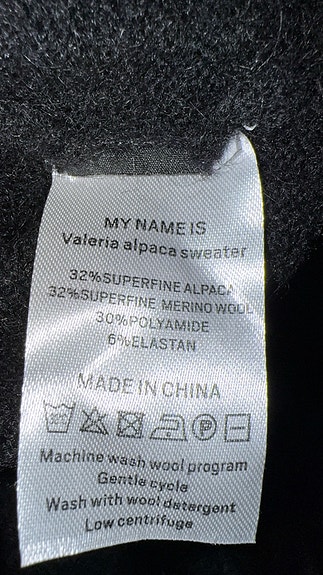 MY NAME IS
Valeria alpaca sweater
32%SUPERFINE ALPACA
32%SUPERFINE MERINO WOOL
30%POLYAMIDE
6%ELASTAN
MADE IN CHINA
Machine wash wool program
Gentle cycle
Wash with wool detergent
Low centrifuge